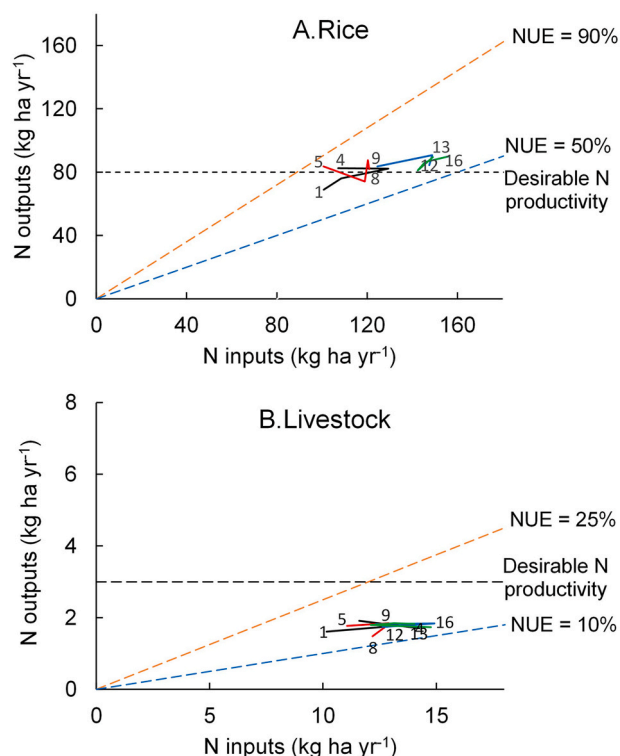 A.Rice
N outputs (kg ha yr⁻¹)
160
120
80
40
0
NUE = 90%
NUE = 50%
Desirable N
productivity
5
4
9
13
1
8
12
16
0
40
80
120
160
N inputs (kg ha yr⁻¹)
B.Livestock
N outputs (kg ha yr⁻¹)
8
6
4
2
0
NUE = 25%
Desirable N
productivity
NUE = 10%
1
5
9
8
12
13
16
0
5
10
15
N inputs (kg ha yr⁻¹)